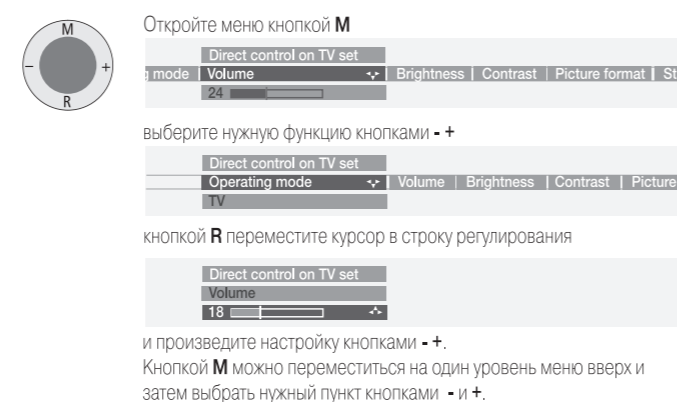 Откройте меню кнопкой M
M
- +
R
Direct control on TV set
g mode | Volume | Brightness | Contrast | Picture format | St
24
выберите нужную функцию кнопками - +
Direct control on TV set
Operating mode | Volume | Brightness | Contrast | Picture
TV
кнопкой R переместите курсор в строку регулирования
Direct control on TV set
Volume
18
и произведите настройку кнопками - +.
Кнопкой M можно переместиться на один уровень меню вверх и
затем выбрать нужный пункт кнопками - и +.